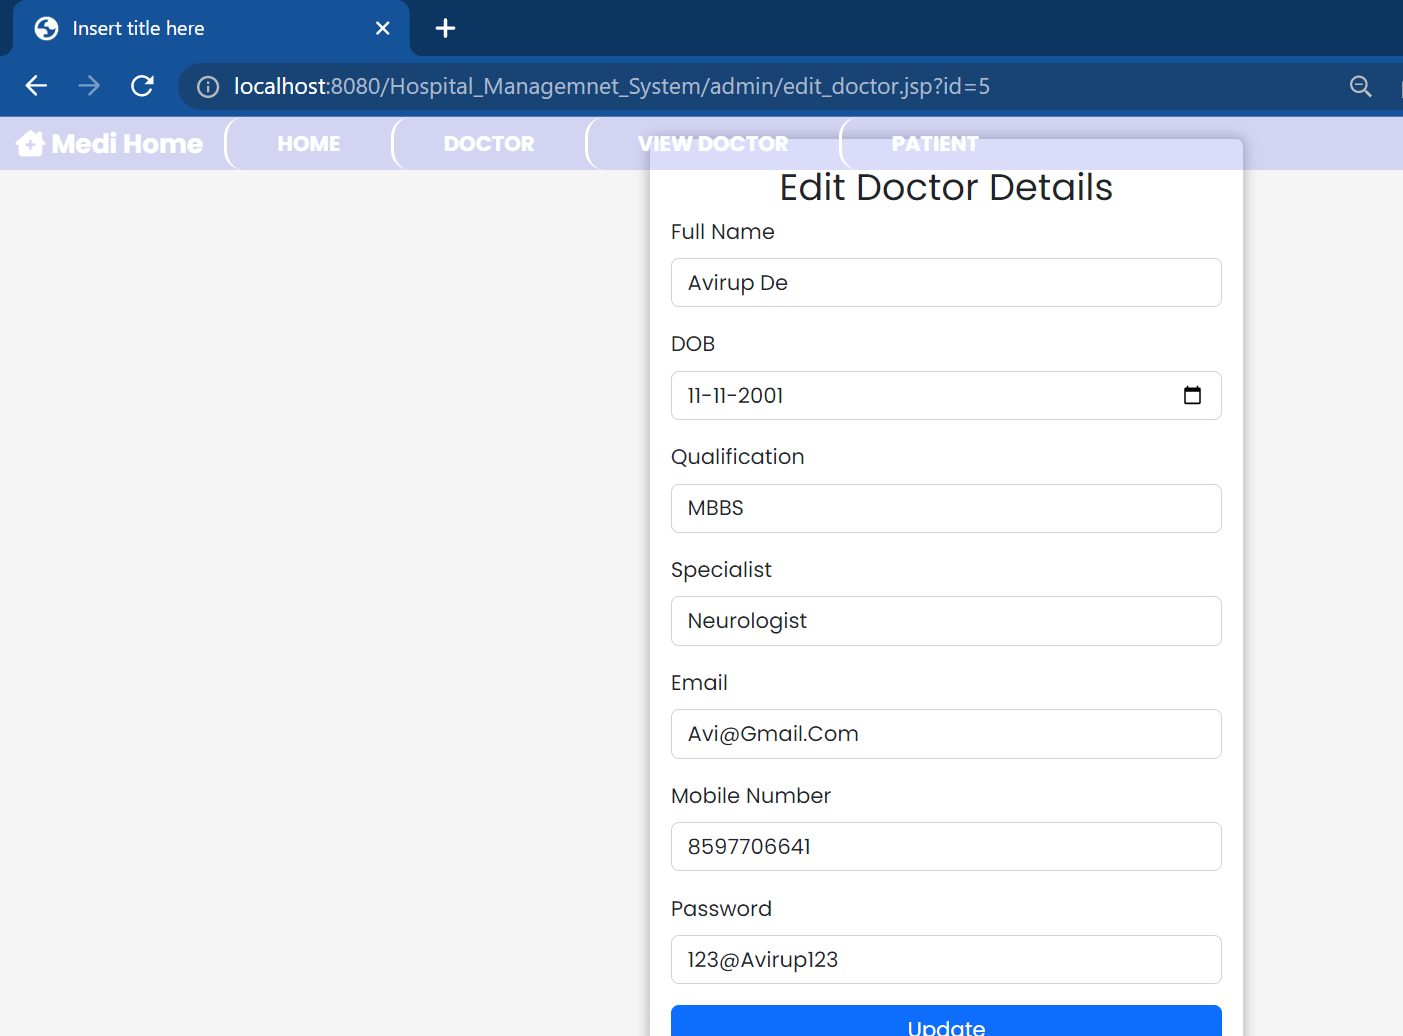 Insert title here
localhost:8080/Hospital_Managemnet_System/admin/edit_doctor.jsp?id=5
Medi Home HOME DOCTOR VIEW DOCTOR PATIENT
Edit Doctor Details
Full Name
Avirup De
DOB
11-11-2001
Qualification
MBBS
Specialist
Neurologist
Email
Avi@Gmail.Com
Mobile Number
8597706641
Password
123@Avirup123
Update